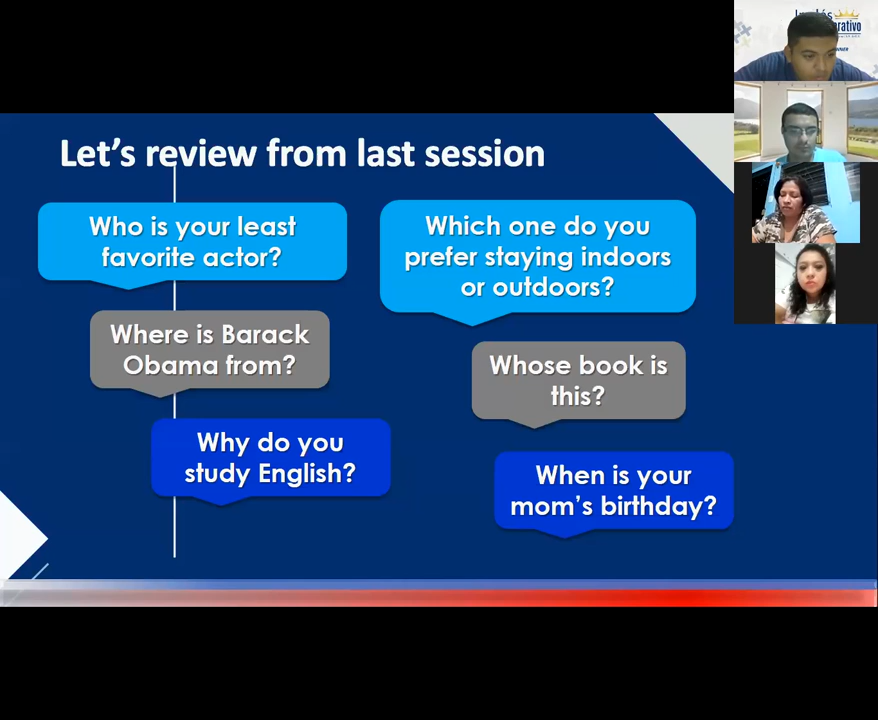 Let's review from last session
Who is your least
favorite actor?
Which one do you
prefer staying indoors
or outdoors?
Where is Barack
Obama from?
Whose book is
this?
Why do you
study English?
When is your
mom's birthday?